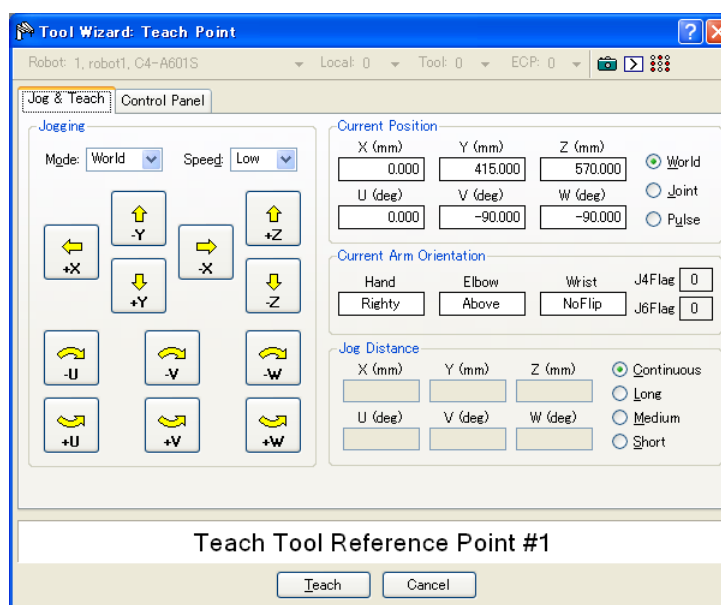 Tool Wizard: Teach Point
Robot: 1, robot1, C4-A601S Local: 0 Tool: 0 ECP: 0
Jog & Teach Control Panel
Jogging
Mode: World Speed: Low
-Y
+Z
+X
-X
+Y
-Z
-U -V -W
+U +V +W
Current Position
X (mm) Y (mm) Z (mm)
0.000 415.000 570.000
U (deg) V (deg) W (deg)
0.000 -90.000 -90.000
World
Joint
Pulse
Current Arm Orientation
Hand Elbow Wrist J4Flag 0
Righty Above NoFlip J6Flag 0
Jog Distance
X (mm) Y (mm) Z (mm)
U (deg) V (deg) W (deg)
Continuous
Long
Medium
Short
Teach Tool Reference Point #1
Teach Cancel